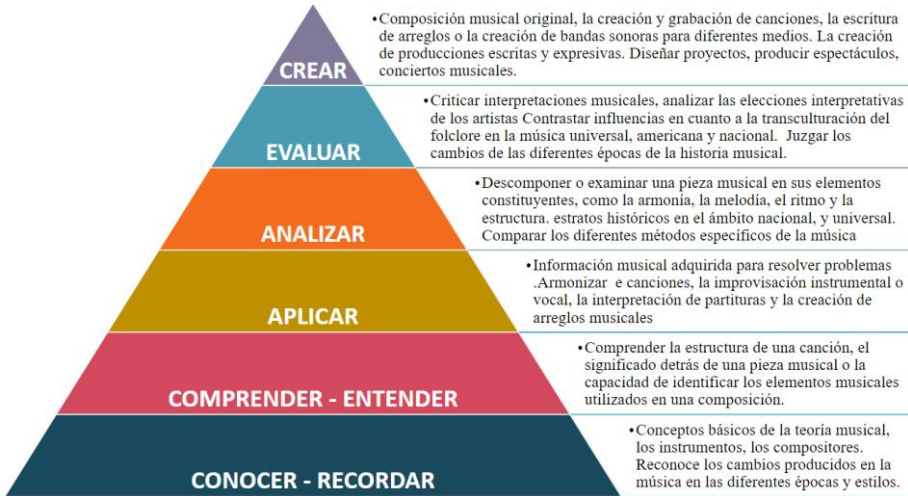 •Composición musical original, la creación y grabación de canciones, la escritura
de arreglos o la creación de bandas sonoras para diferentes medios. La creación
de producciones escritas y expresivas. Diseñar proyectos, producir espectáculos,
conciertos musicales.
CREAR
•Criticar interpretaciones musicales, analizar las elecciones interpretativas
de los artistas Contrastar influencias en cuanto a la transculturación del
folclore en la música universal, americana y nacional. Juzgar los
cambios de las diferentes épocas de la historia musical.
EVALUAR
•Descomponer o examinar una pieza musical en sus elementos
constituyentes, como la armonía, la melodía, el ritmo y la
estructura. estratos históricos en el ámbito nacional, y universal.
Comparar los diferentes métodos específicos de la música
ANALIZAR
•Información musical adquirida para resolver problemas
.Armonizar e canciones, la improvisación instrumental o
vocal, la interpretación de partituras y la creación de
arreglos musicales
APLICAR
•Comprender la estructura de una canción, el
significado detrás de una pieza musical o la
capacidad de identificar los elementos musicales
utilizados en una composición.
COMPRENDER - ENTENDER
•Conceptos básicos de la teoría musical,
los instrumentos, los compositores.
Reconoce los cambios producidos en la
música en las diferentes épocas y estilos.
CONOCER - RECORDAR